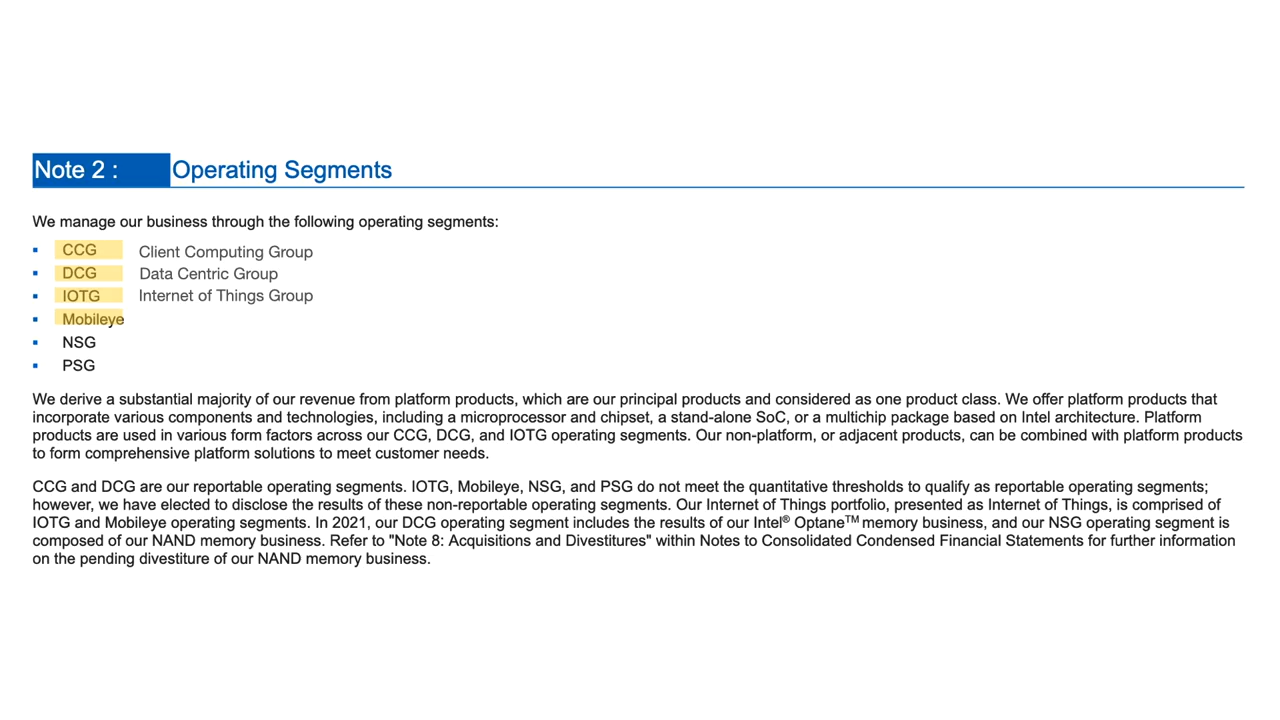 Note 2 : Operating Segments
We manage our business through the following operating segments:
▪ CCG Client Computing Group
▪ DCG Data Centric Group
▪ IOTG Internet of Things Group
▪ Mobileye
▪ NSG
▪ PSG
We derive a substantial majority of our revenue from platform products, which are our principal products and considered as one product class. We offer platform products that
incorporate various components and technologies, including a microprocessor and chipset, a stand-alone SoC, or a multichip package based on Intel architecture. Platform
products are used in various form factors across our CCG, DCG, and IOTG operating segments. Our non-platform, or adjacent products, can be combined with platform products
to form comprehensive platform solutions to meet customer needs.
CCG and DCG are our reportable operating segments. IOTG, Mobileye, NSG, and PSG do not meet the quantitative thresholds to qualify as reportable operating segments;
however, we have elected to disclose the results of these non-reportable operating segments. Our Internet of Things portfolio, presented as Internet of Things, is comprised of
IOTG and Mobileye operating segments. In 2021, our DCG operating segment includes the results of our Intel® Optane™ memory business, and our NSG operating segment is
composed of our NAND memory business. Refer to "Note 8: Acquisitions and Divestitures" within Notes to Consolidated Condensed Financial Statements for further information
on the pending divestiture of our NAND memory business.